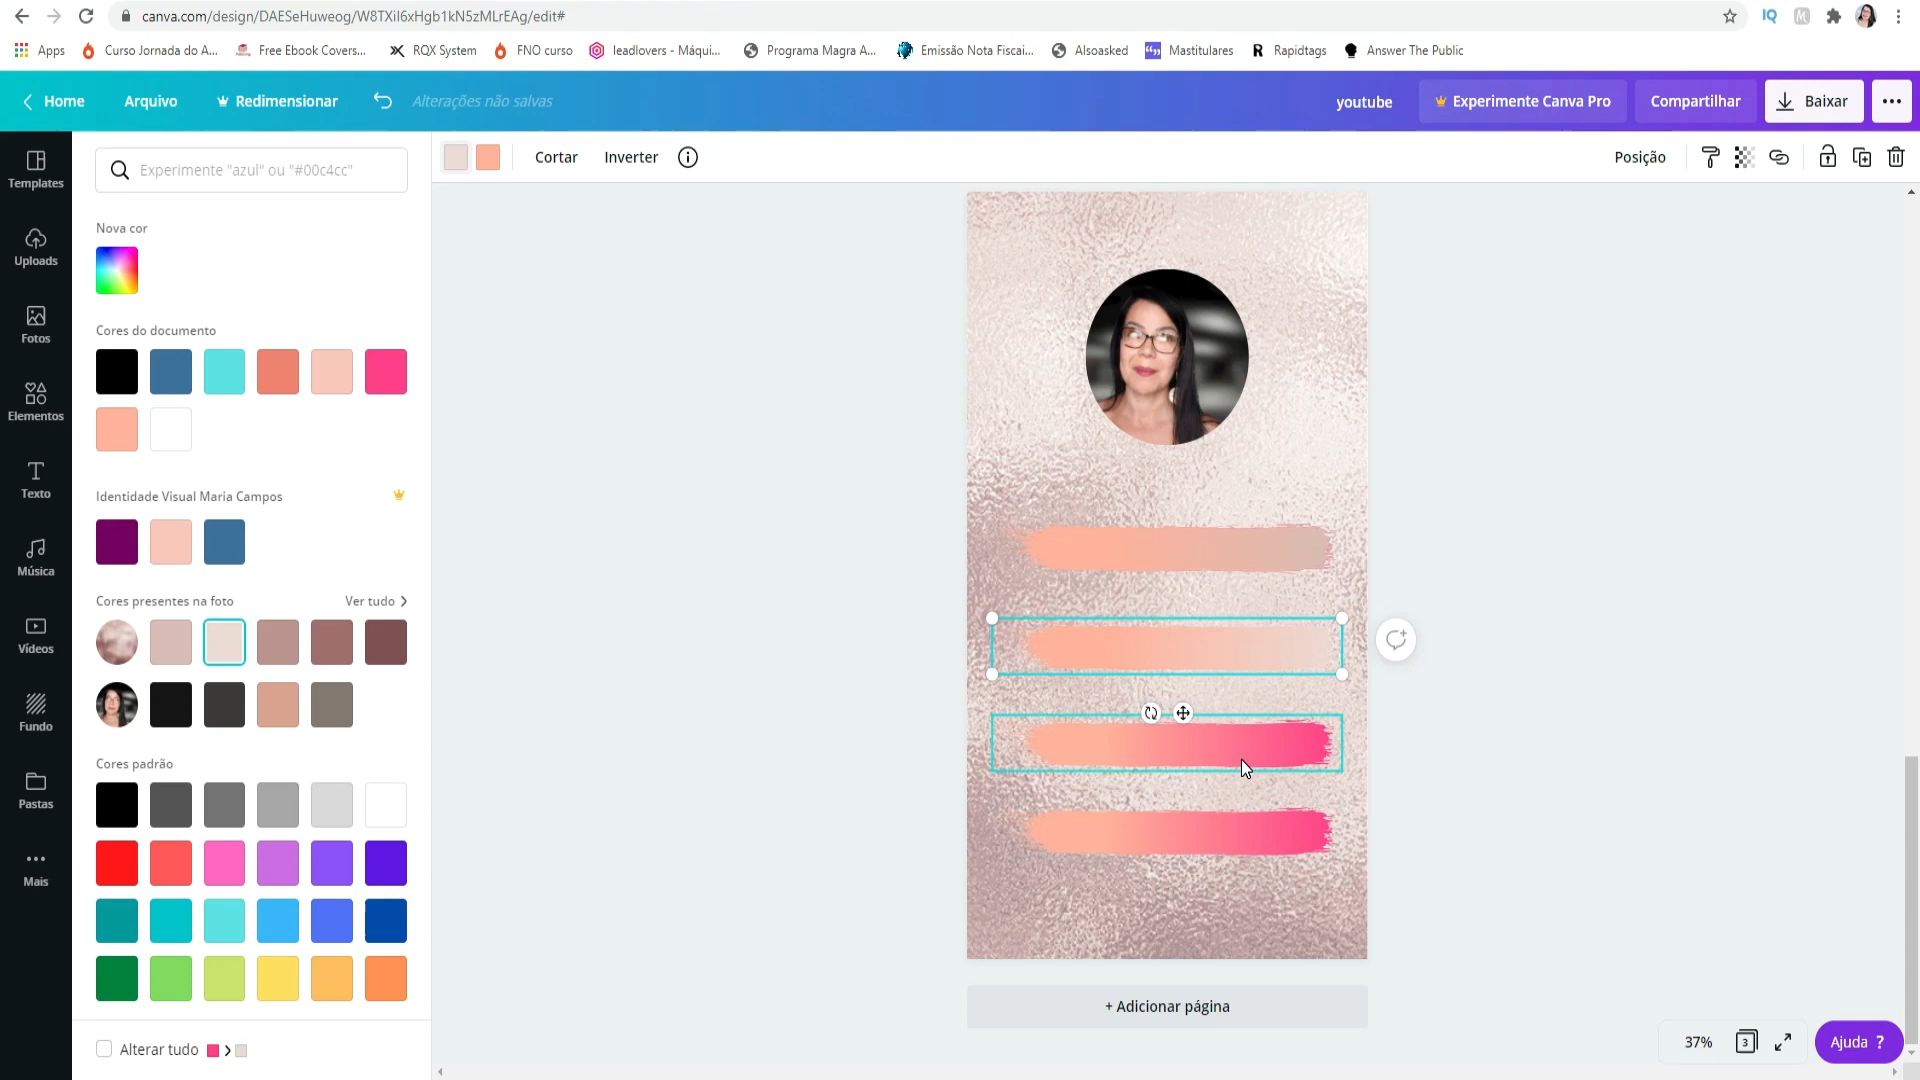 canva.com/design/DAESeHuweog/W8TXiI6xHgb1kN5zMLrEAg/edit#
IQ
M
Apps
Curso Jornada do A...
Free Ebook Covers...
RQX System
FNO curso
leadlovers - Máqui...
Programa Magra A...
Emissão Nota Fiscai...
Alsoasked
Mastitulares
Rapidtags
Answer The Public
Home
Arquivo
Redimensionar
Alterações não salvas
youtube
Experimente Canva Pro
Compartilhar
Baixar
Templates
Uploads
Fotos
Elementos
Texto
Música
Vídeos
Fundo
Pastas
Mais
Experimente "azul" ou "#00c4cc"
Cortar
Inverter
Posição
Nova cor
Cores do documento
Identidade Visual Maria Campos
Cores presentes na foto
Ver tudo
Cores padrão
Alterar tudo
+ Adicionar página
37%
3
Ajuda ?